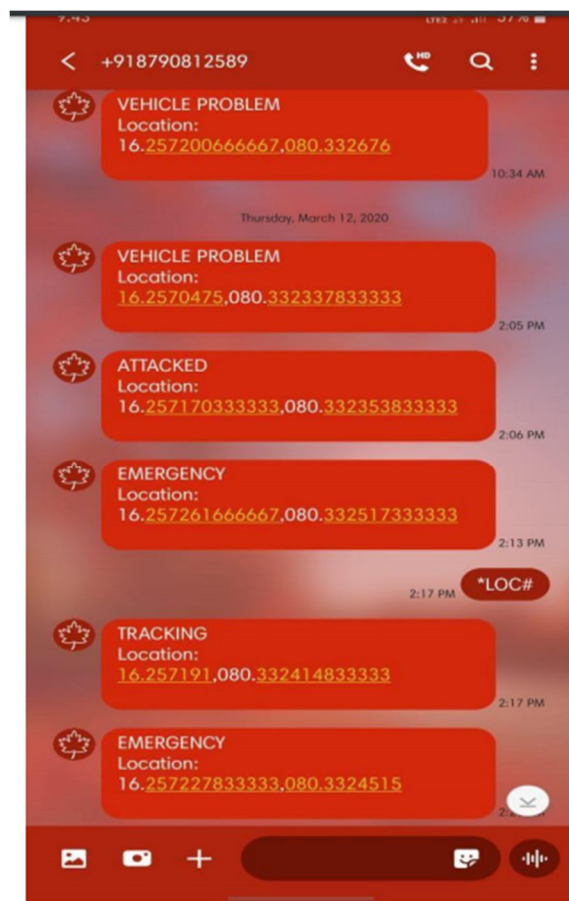 +918790812589
VEHICLE PROBLEM
Location:
16.257200666667,080.332676
10:34 AM
Thursday, March 12, 2020
VEHICLE PROBLEM
Location:
16.2570475,080.332337833333
2:05 PM
ATTACKED
Location:
16.257170333333,080.332353833333
2:06 PM
EMERGENCY
Location:
16.257261666667,080.332517333333
2:13 PM
*LOC#
2:17 PM
TRACKING
Location:
16.257191,080.332414833333
2:17 PM
EMERGENCY
Location:
16.257227833333,080.3324515